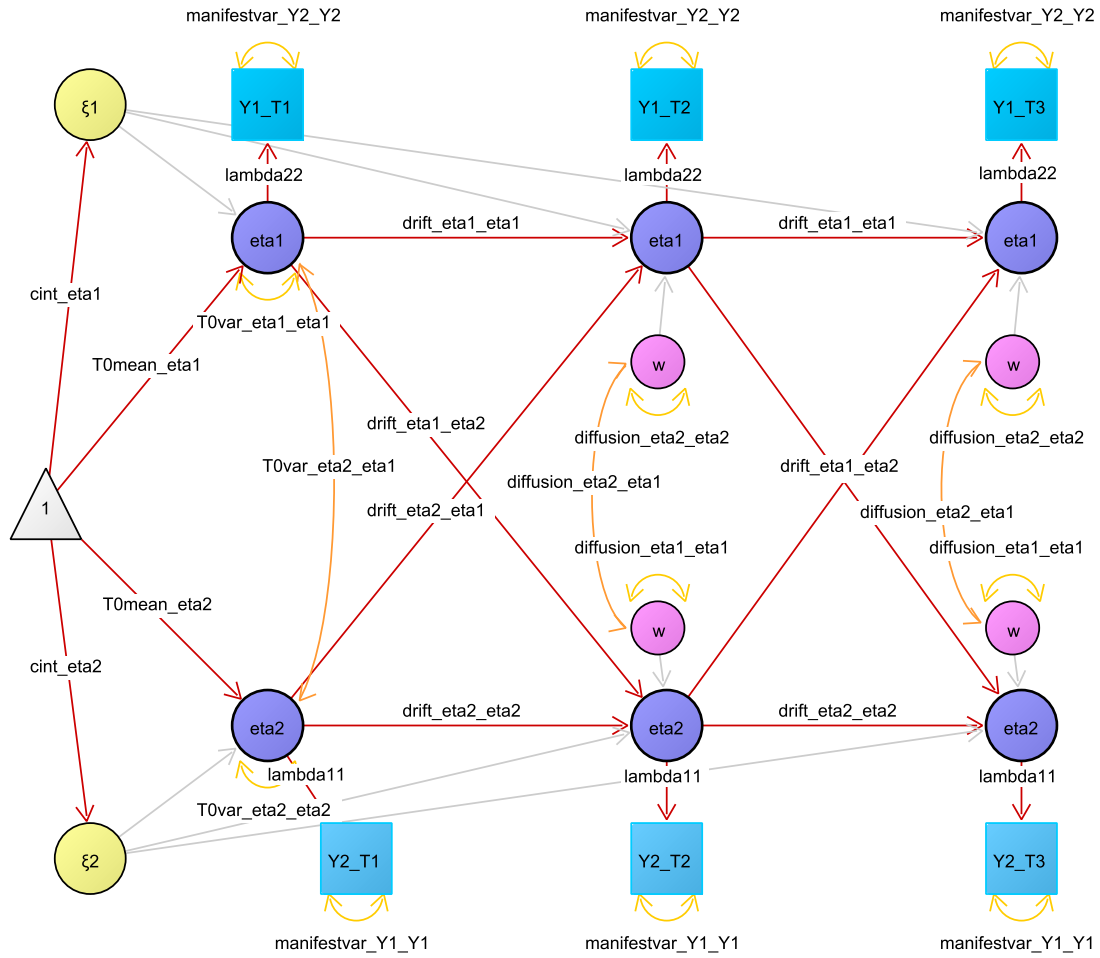 manifestvar_Y2_Y2
manifestvar_Y2_Y2
manifestvar_Y2_Y2
ξ1
Y1_T1
Y1_T2
Y1_T3
lambda22
lambda22
lambda22
eta1
drift_eta1_eta1
eta1
drift_eta1_eta1
eta1
cint_eta1
T0var_eta1_eta1
T0mean_eta1
w
w
drift_eta1_eta2
diffusion_eta2_eta2
diffusion_eta2_eta2
T0var_eta2_eta1
drift_eta1_eta2
diffusion_eta2_eta1
1
drift_eta2_eta1
diffusion_eta2_eta1
diffusion_eta1_eta1
diffusion_eta1_eta1
T0mean_eta2
w
w
cint_eta2
eta2
drift_eta2_eta2
eta2
drift_eta2_eta2
eta2
lambda11
lambda11
lambda11
T0var_eta2_eta2
ξ2
Y2_T1
Y2_T2
Y2_T3
manifestvar_Y1_Y1
manifestvar_Y1_Y1
manifestvar_Y1_Y1